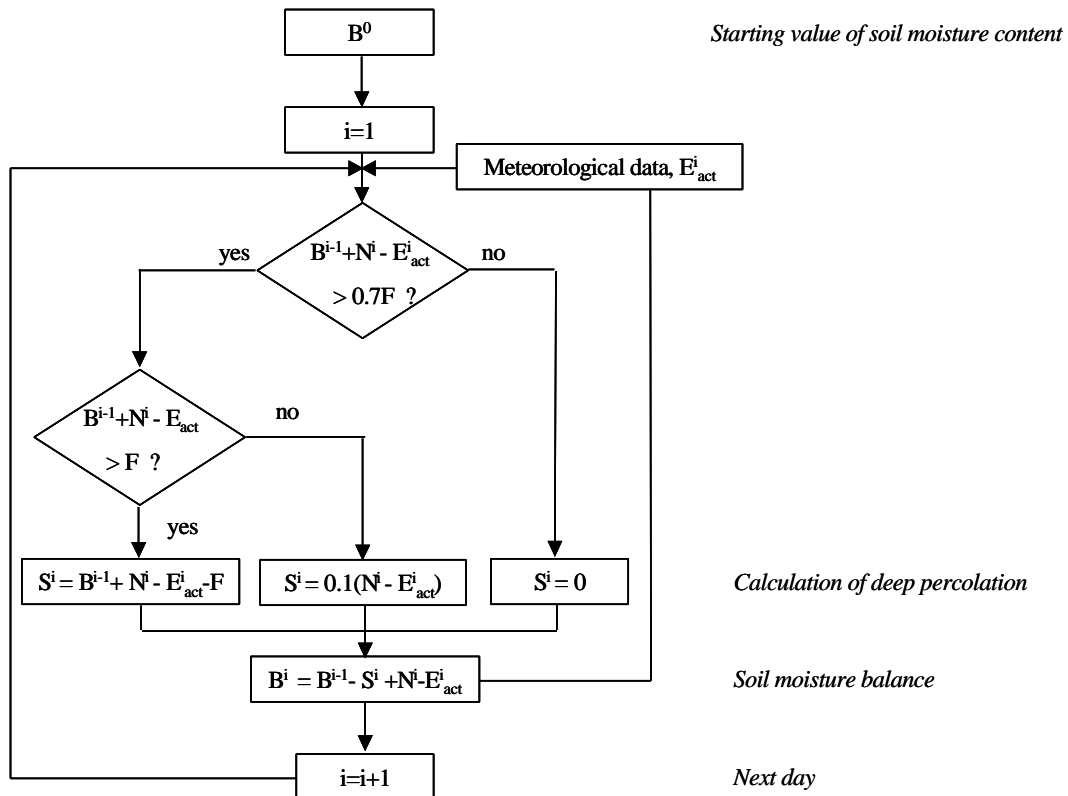 B⁰
Starting value of soil moisture content
i=1
Meteorological data, Eⁱact
yes
Bⁱ⁻¹+Nⁱ - Eⁱact
> 0.7F ?
no
Bⁱ⁻¹+Nⁱ - Eact
> F ?
no
yes
Sⁱ = Bⁱ⁻¹+ Nⁱ - Eⁱact-F
Sⁱ = 0.1(Nⁱ - Eⁱact)
Sⁱ = 0
Calculation of deep percolation
Bⁱ = Bⁱ⁻¹- Sⁱ +Nⁱ-Eⁱact
Soil moisture balance
i=i+1
Next day